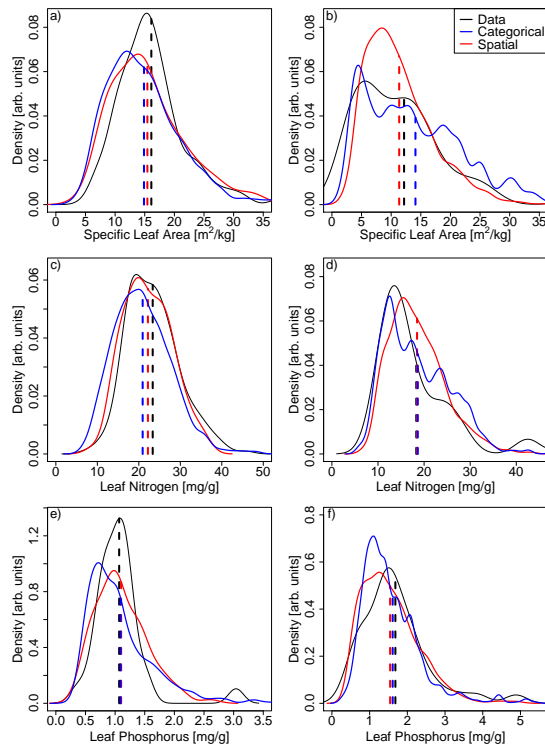 a)
Density [arb. units]
0.00 0.02 0.04 0.06 0.08
0 5 10 15 20 25 30 35
Specific Leaf Area [m²/kg]
b)
Data
Categorical
Spatial
Density [arb. units]
0.00 0.02 0.04 0.06 0.08
0 5 10 15 20 25 30 35
Specific Leaf Area [m²/kg]
c)
Density [arb. units]
0.00 0.02 0.04 0.06
0 10 20 30 40 50
Leaf Nitrogen [mg/g]
d)
Density [arb. units]
0.00 0.02 0.04 0.06 0.08
0 10 20 30 40
Leaf Nitrogen [mg/g]
e)
Density [arb. units]
0.0 0.4 0.8 1.2
0.0 0.5 1.0 1.5 2.0 2.5 3.0 3.5
Leaf Phosphorus [mg/g]
f)
Density [arb. units]
0.0 0.2 0.4 0.6 0.8
0 1 2 3 4 5
Leaf Phosphorus [mg/g]